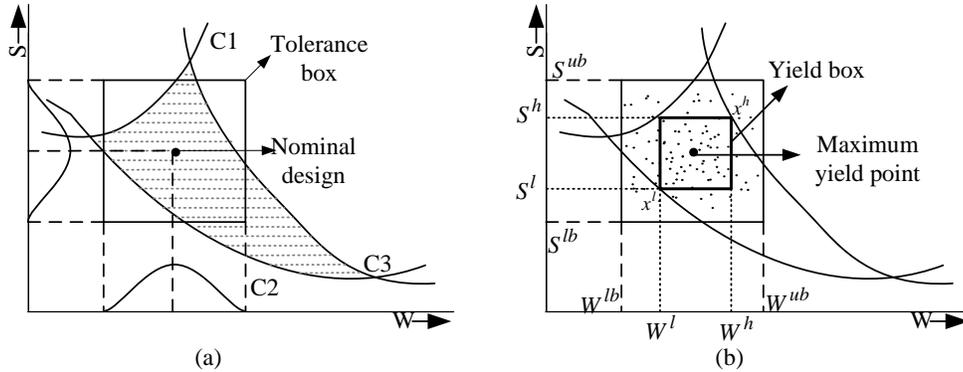 S
C1
Tolerance
box
Nominal
design
C2
C3
W
(a)
S
S^{ub}
S^h
S^l
S^{lb}
x^h
x^l
Yield box
Maximum
yield point
W^{lb}
W^{ub}
W^l
W^h
W
(b)